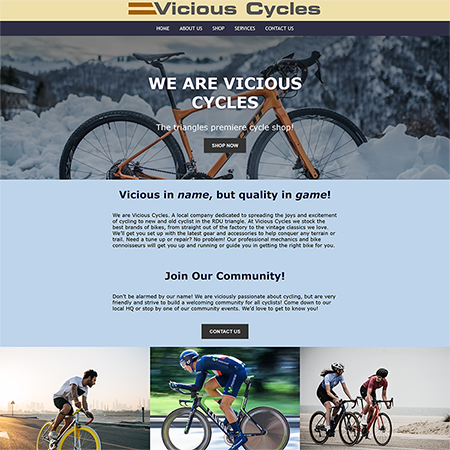 Vicious Cycles
HOME ABOUT US SHOP SERVICES CONTACT US
WE ARE VICIOUS
CYCLES
The triangles premiere cycle shop!
SHOP NOW
Vicious in name, but quality in game!
We are Vicious Cycles. A local company dedicated to spreading the joys and excitement
of cycling to new and old cyclist in the RDU triangle. At Vicious Cycles we stock the
best brands of bikes, from straight out of the factory to the vintage classics we love.
We'll get you set up with the latest gear and accessories to help conquer any terrain or
trail. Need a tune up or repair? No problem! Our professional mechanics and bike
connoisseurs will get you up and running or guide you in getting the right bike for you.
Join Our Community!
Don't be alarmed by our name! We are viciously passionate about cycling, but are very
friendly and strive to build a welcoming community for all cyclists! Come down to our
local HQ or stop by one of our community events. We'd love to get to know you!
CONTACT US